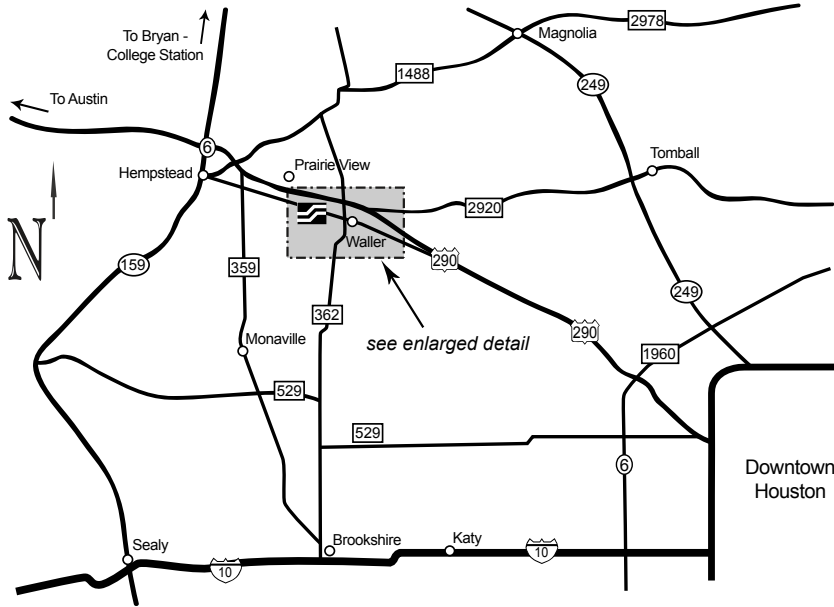 To Bryan -
College Station
2978
Magnolia
1488
249
To Austin
6
Hempstead
Prairie View
Tomball
2920
N
Waller
159
359
290
249
362
see enlarged detail
290
Monaville
1960
529
529
6
Downtown
Houston
Sealy
Brookshire
Katy
10
10